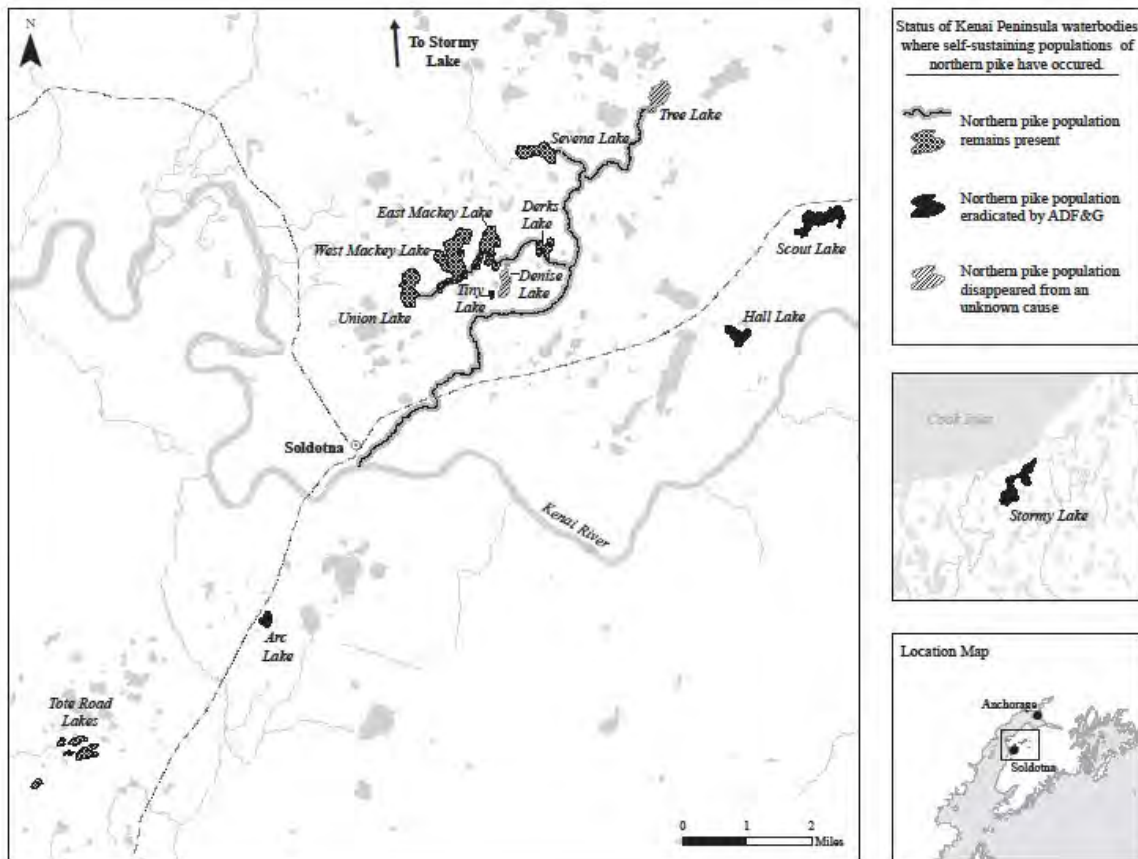 N
To Stormy
Lake
Tree Lake
Sevena Lake
East Mackey Lake
Derks
Lake
West Mackey Lake
Scout Lake
Denise
Lake
Tiny
Lake
Union Lake
Hall Lake
Soldotna
Kenai River
Arc
Lake
Tote Road
Lakes
0 1 2
Miles
Status of Kenai Peninsula waterbodies
where self-sustaining populations of
northern pike have occured.
Northern pike population
remains present
Northern pike population
eradicated by ADF&G
Northern pike population
disappeared from an
unknown cause
Cook Inlet
Stormy Lake
Location Map
Anchorage
Soldotna